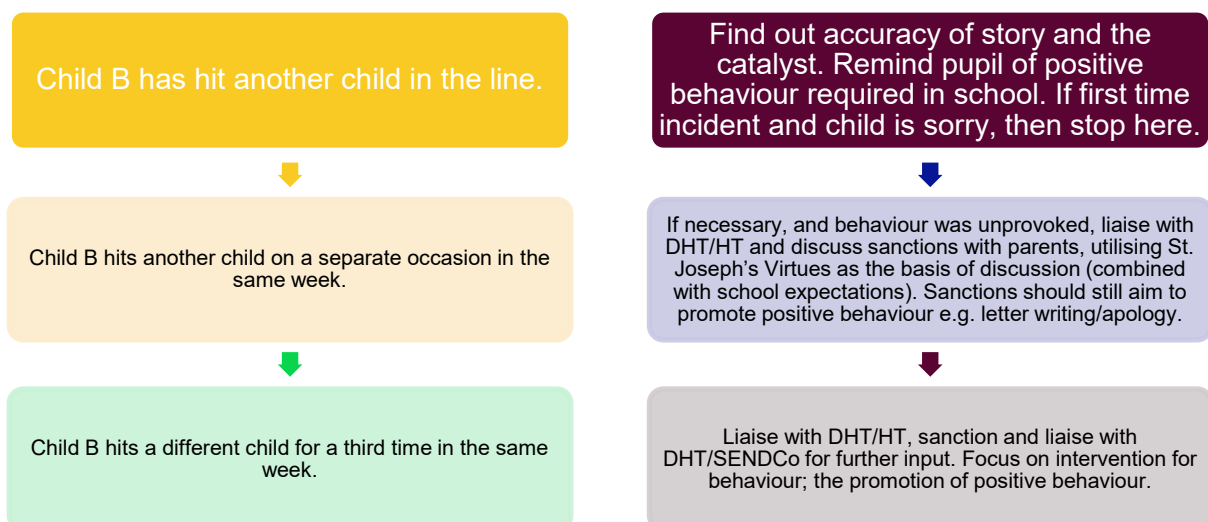 Child B has hit another child in the line.
Find out accuracy of story and the
catalyst. Remind pupil of positive
behaviour required in school. If first time
incident and child is sorry, then stop here.
Child B hits another child on a separate occasion in the
same week.
If necessary, and behaviour was unprovoked, liaise with
DHT/HT and discuss sanctions with parents, utilising St.
Joseph’s Virtues as the basis of discussion (combined
with school expectations). Sanctions should still aim to
promote positive behaviour e.g. letter writing/apology.
Child B hits a different child for a third time in the same
week.
Liaise with DHT/HT, sanction and liaise with
DHT/SENDCo for further input. Focus on intervention for
behaviour; the promotion of positive behaviour.